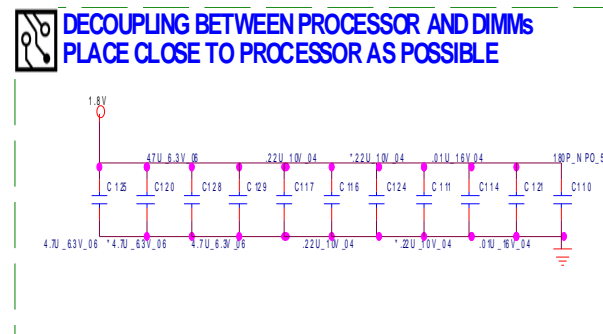 DECOUPLING BETWEEN PROCESSOR AND DIMMs
PLACE CLOSE TO PROCESSOR AS POSSIBLE
1.8V
47U_6.3V_06 .22U_10V_04 *.22U_10V_04 .01U_16V_04 180P_NPO_5
C125 C120 C128 C129 C117 C116 C124 C111 C114 C121 C110
4.7U_6.3V_06 *4.7U_6.3V_06 4.7U_6.3V_06 .22U_10V_04 *.22U_10V_04 .01U_16V_04